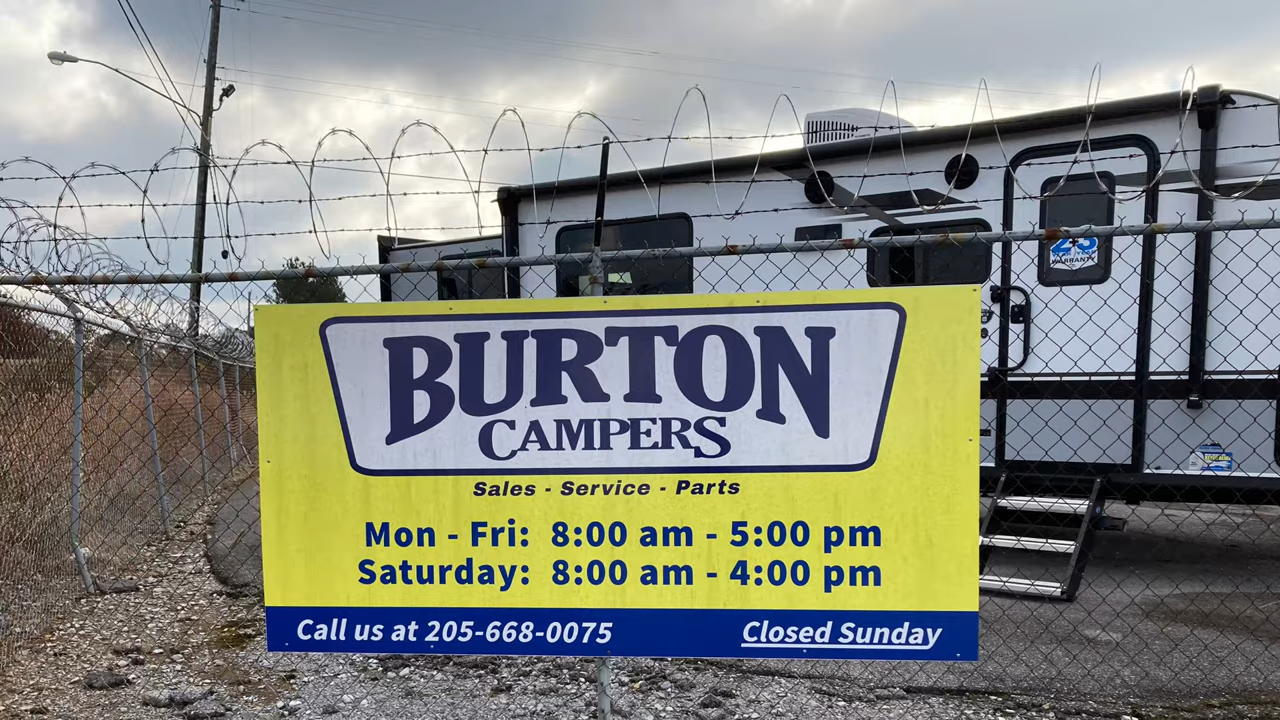 BURTON
CAMPERS
Sales - Service - Parts
Mon - Fri: 8:00 am - 5:00 pm
Saturday: 8:00 am - 4:00 pm
Call us at 205-668-0075
Closed Sunday
WARRANTY